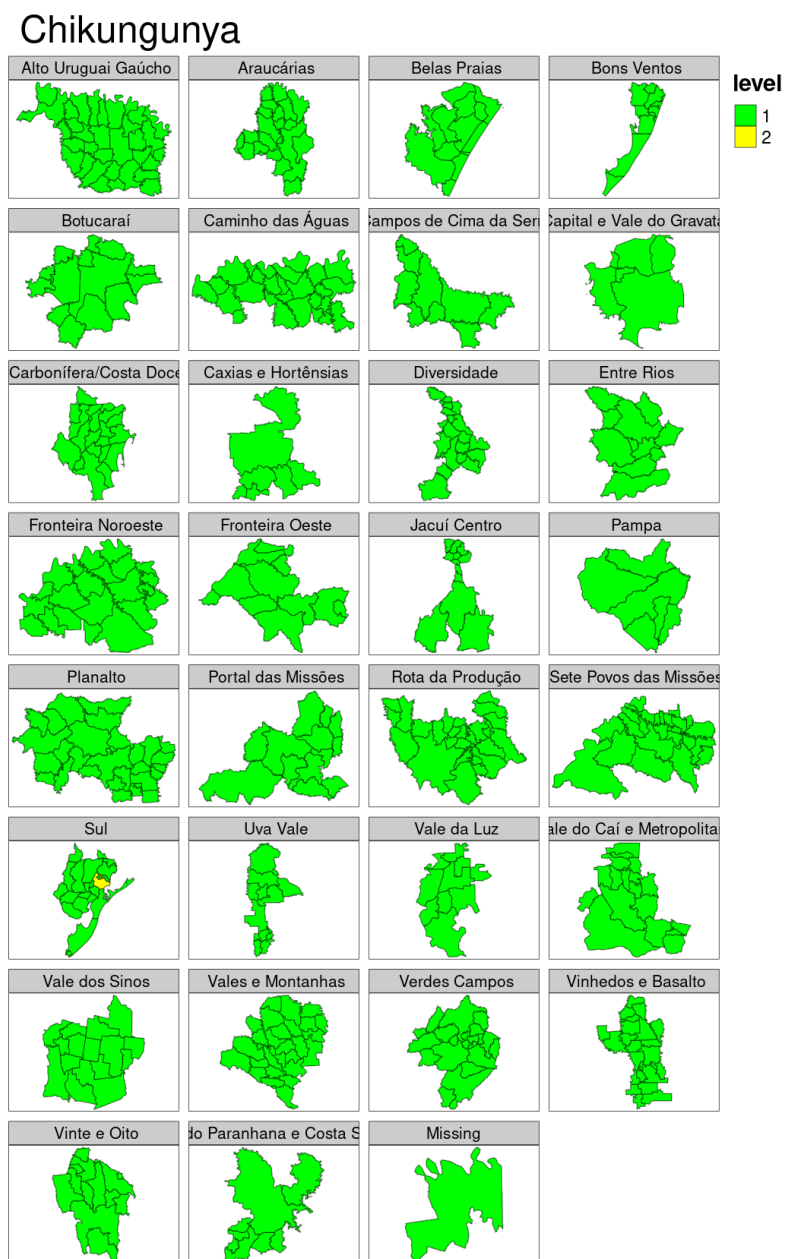 Chikungunya
Alto Uruguai Gaúcho
Araucárias
Belas Praias
Bons Ventos
level
1
2
Botucaraí
Caminho das Águas
Campos de Cima da Serr
Capital e Vale do Gravata
Carbonífera/Costa Doce
Caxias e Hortênsias
Diversidade
Entre Rios
Fronteira Noroeste
Fronteira Oeste
Jacuí Centro
Pampa
Planalto
Portal das Missões
Rota da Produção
Sete Povos das Missões
Sul
Uva Vale
Vale da Luz
ale do Caí e Metropolita
Vale dos Sinos
Vales e Montanhas
Verdes Campos
Vinhedos e Basalto
Vinte e Oito
do Paranhana e Costa S
Missing